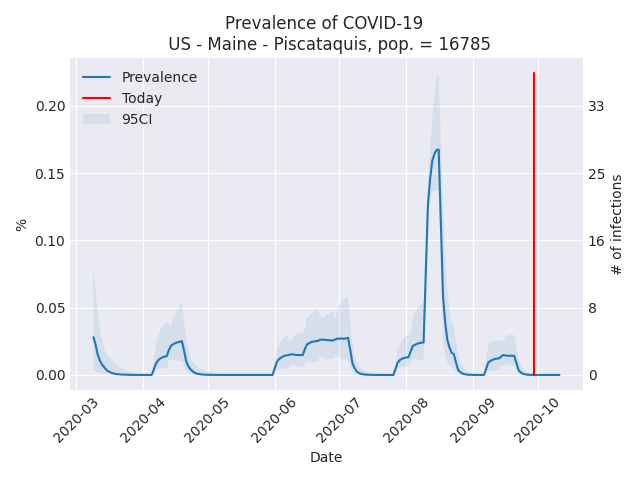 Prevalence of COVID-19
US - Maine - Piscataquis, pop. = 16785
Prevalence
Today
95CI
0.20
0.15
0.10
0.05
0.00
%
33
25
16
8
0
# of infections
2020-03
2020-04
2020-05
2020-06
2020-07
2020-08
2020-09
2020-10
Date